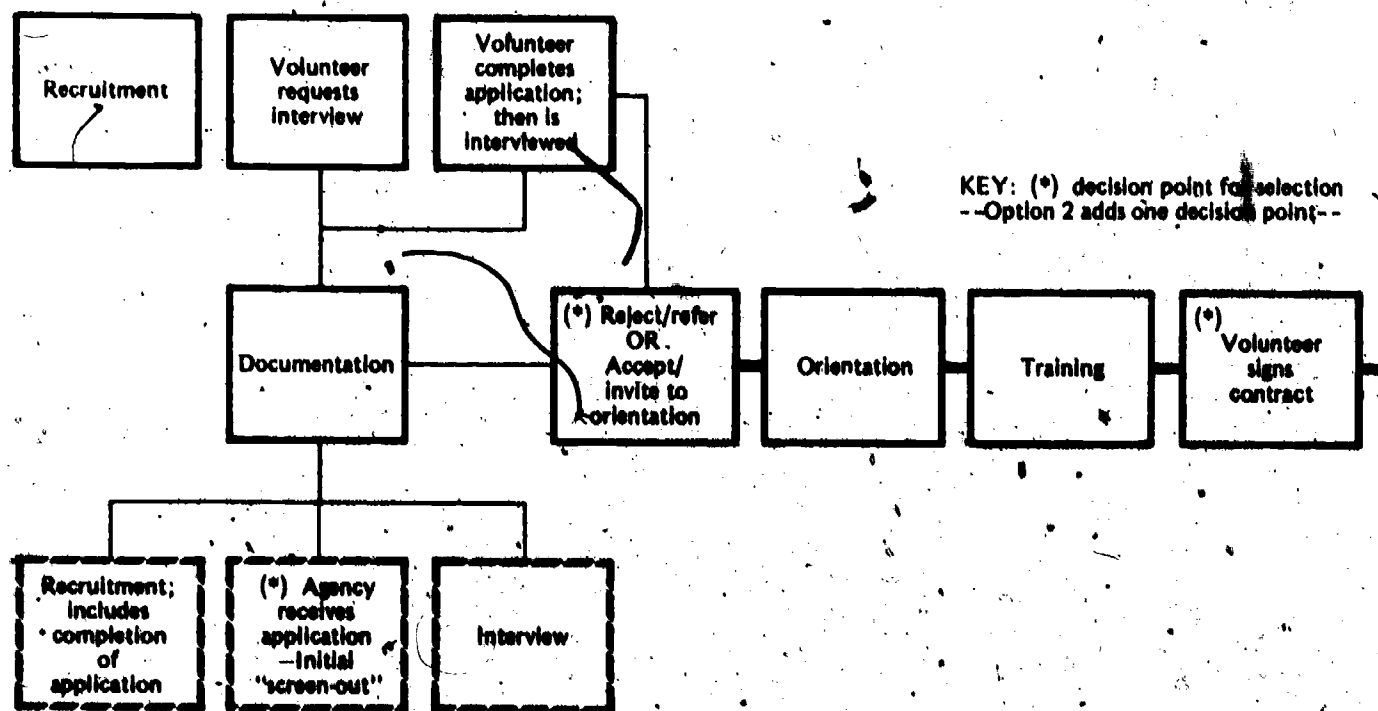 Recruitment
Volunteer
requests
interview
Volunteer
completes
application;
then is
interviewed
KEY: (*) decision point for selection
--Option 2 adds one decision point--
Documentation
(*) Reject/refer
OR
Accept/
invite to
orientation
Orientation
Training
(*)
Volunteer
signs
contract
Recruitment;
includes
completion
of
application
(*) Agency
receives
application
—Initial
"screen-out"
Interview